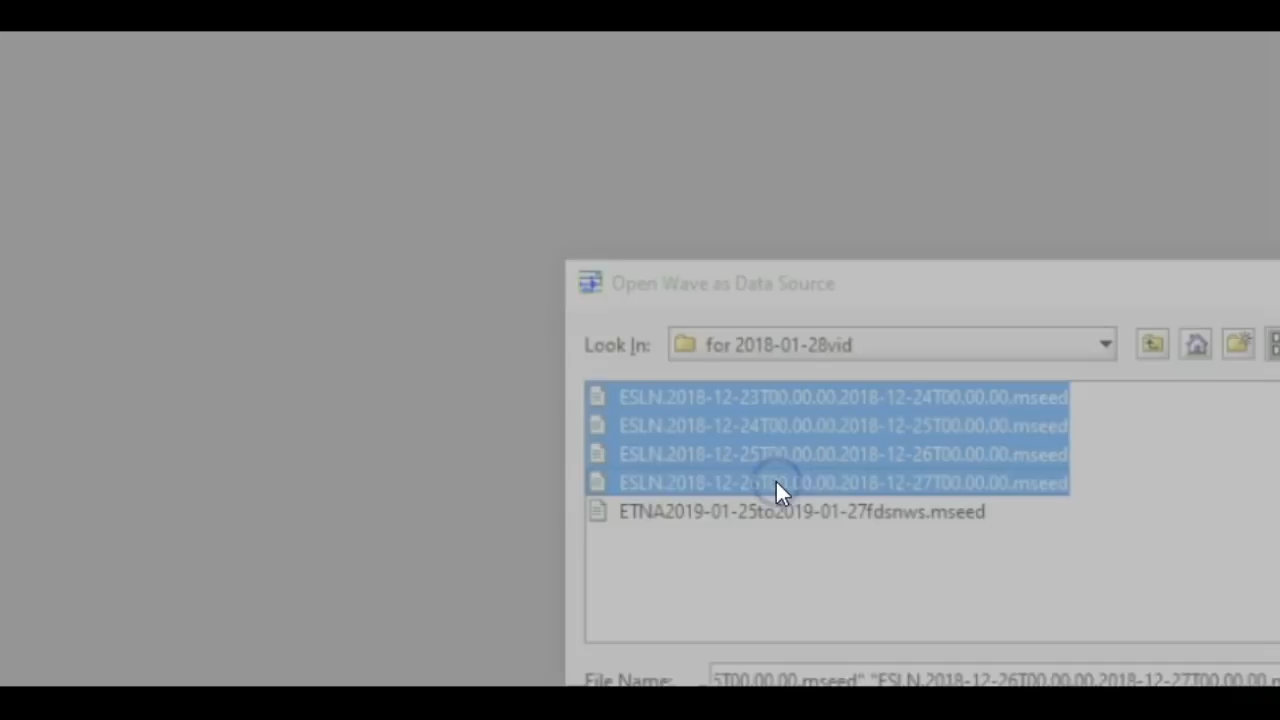 Open Wave as Data Source
Look In: for 2018-01-28vid
ESLN.2018-12-23T00.00.00.2018-12-24T00.00.00.mseed
ESLN.2018-12-24T00.00.00.2018-12-25T00.00.00.mseed
ESLN.2018-12-25T00.00.00.2018-12-26T00.00.00.mseed
ESLN.2018-12-26T00.00.00.2018-12-27T00.00.00.mseed
ETNA2019-01-25to2019-01-27fdsnws.mseed
File Name: 5T00.00.00.mseed" "ESLN.2018-12-26T00.00.00.2018-12-27T00.00.00.m